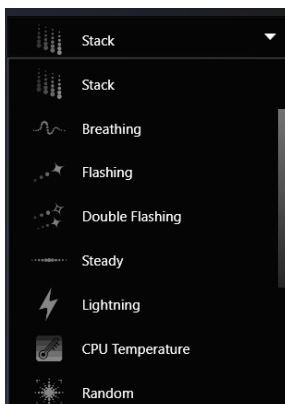 Stack
Stack
Breathing
Flashing
Double Flashing
Steady
Lightning
CPU Temperature
Random